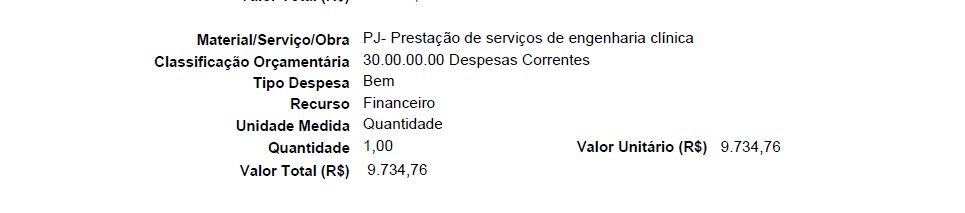 Valor Total (R$)
Material/Serviço/Obra PJ- Prestação de serviços de engenharia clínica
Classificação Orçamentária 30.00.00.00 Despesas Correntes
Tipo Despesa Bem
Recurso Financeiro
Unidade Medida Quantidade
Quantidade 1,00 Valor Unitário (R$) 9.734,76
Valor Total (R$) 9.734,76